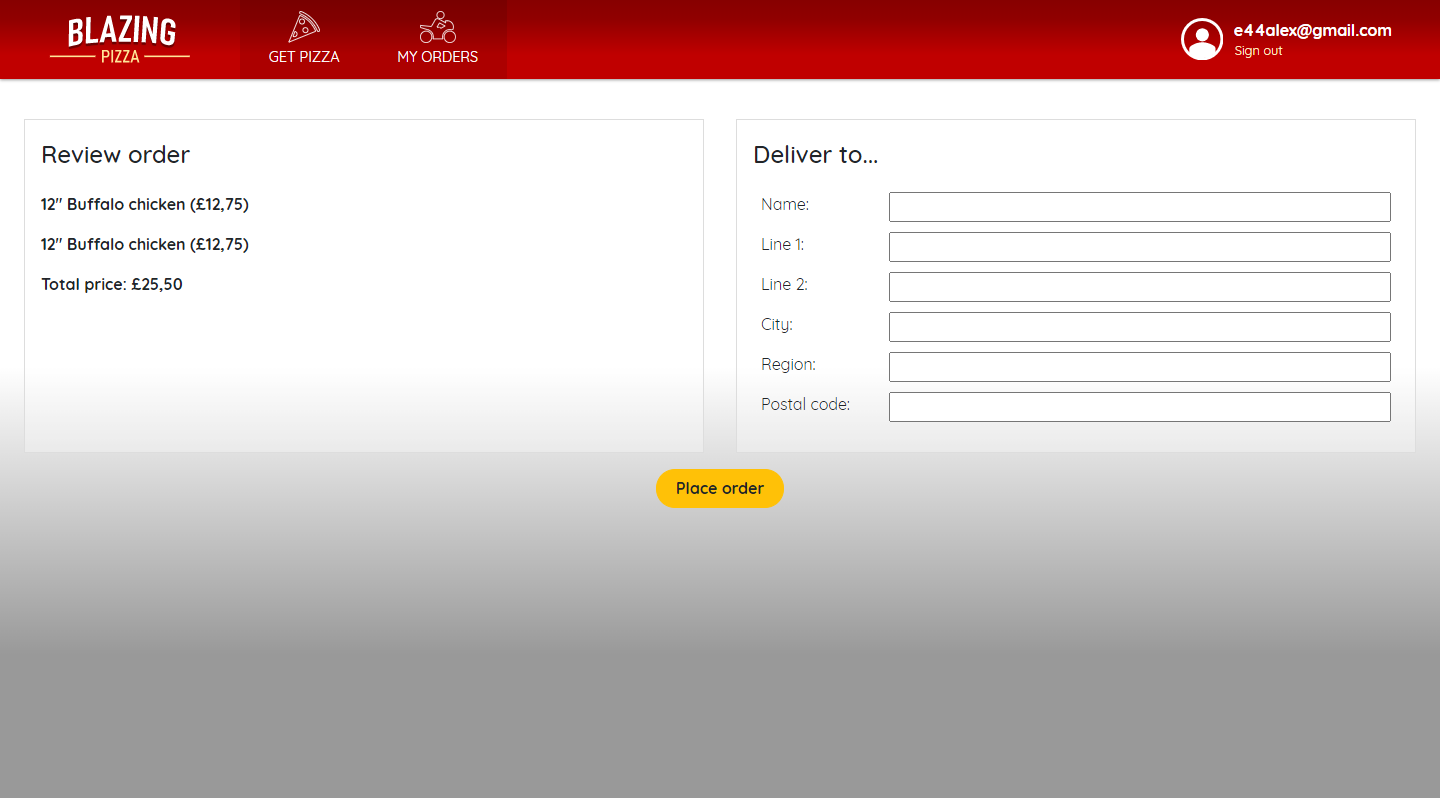 BLAZING
PIZZA
GET PIZZA
MY ORDERS
e44alex@gmail.com
Sign out
Review order
12" Buffalo chicken (£12,75)
12" Buffalo chicken (£12,75)
Total price: £25,50
Deliver to...
Name:
Line 1:
Line 2:
City:
Region:
Postal code:
Place order